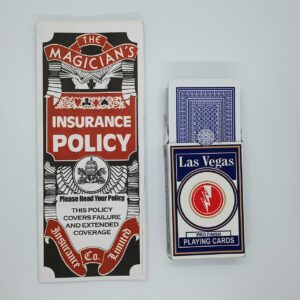 THE
MAGICIAN'S
INSURANCE
POLICY
Please Read Your Policy
THIS POLICY
COVERS FAILURE
AND EXTENDED
COVERAGE
Insurance Co. Limited
Las Vegas
PRO FINISH
PLAYING CARDS